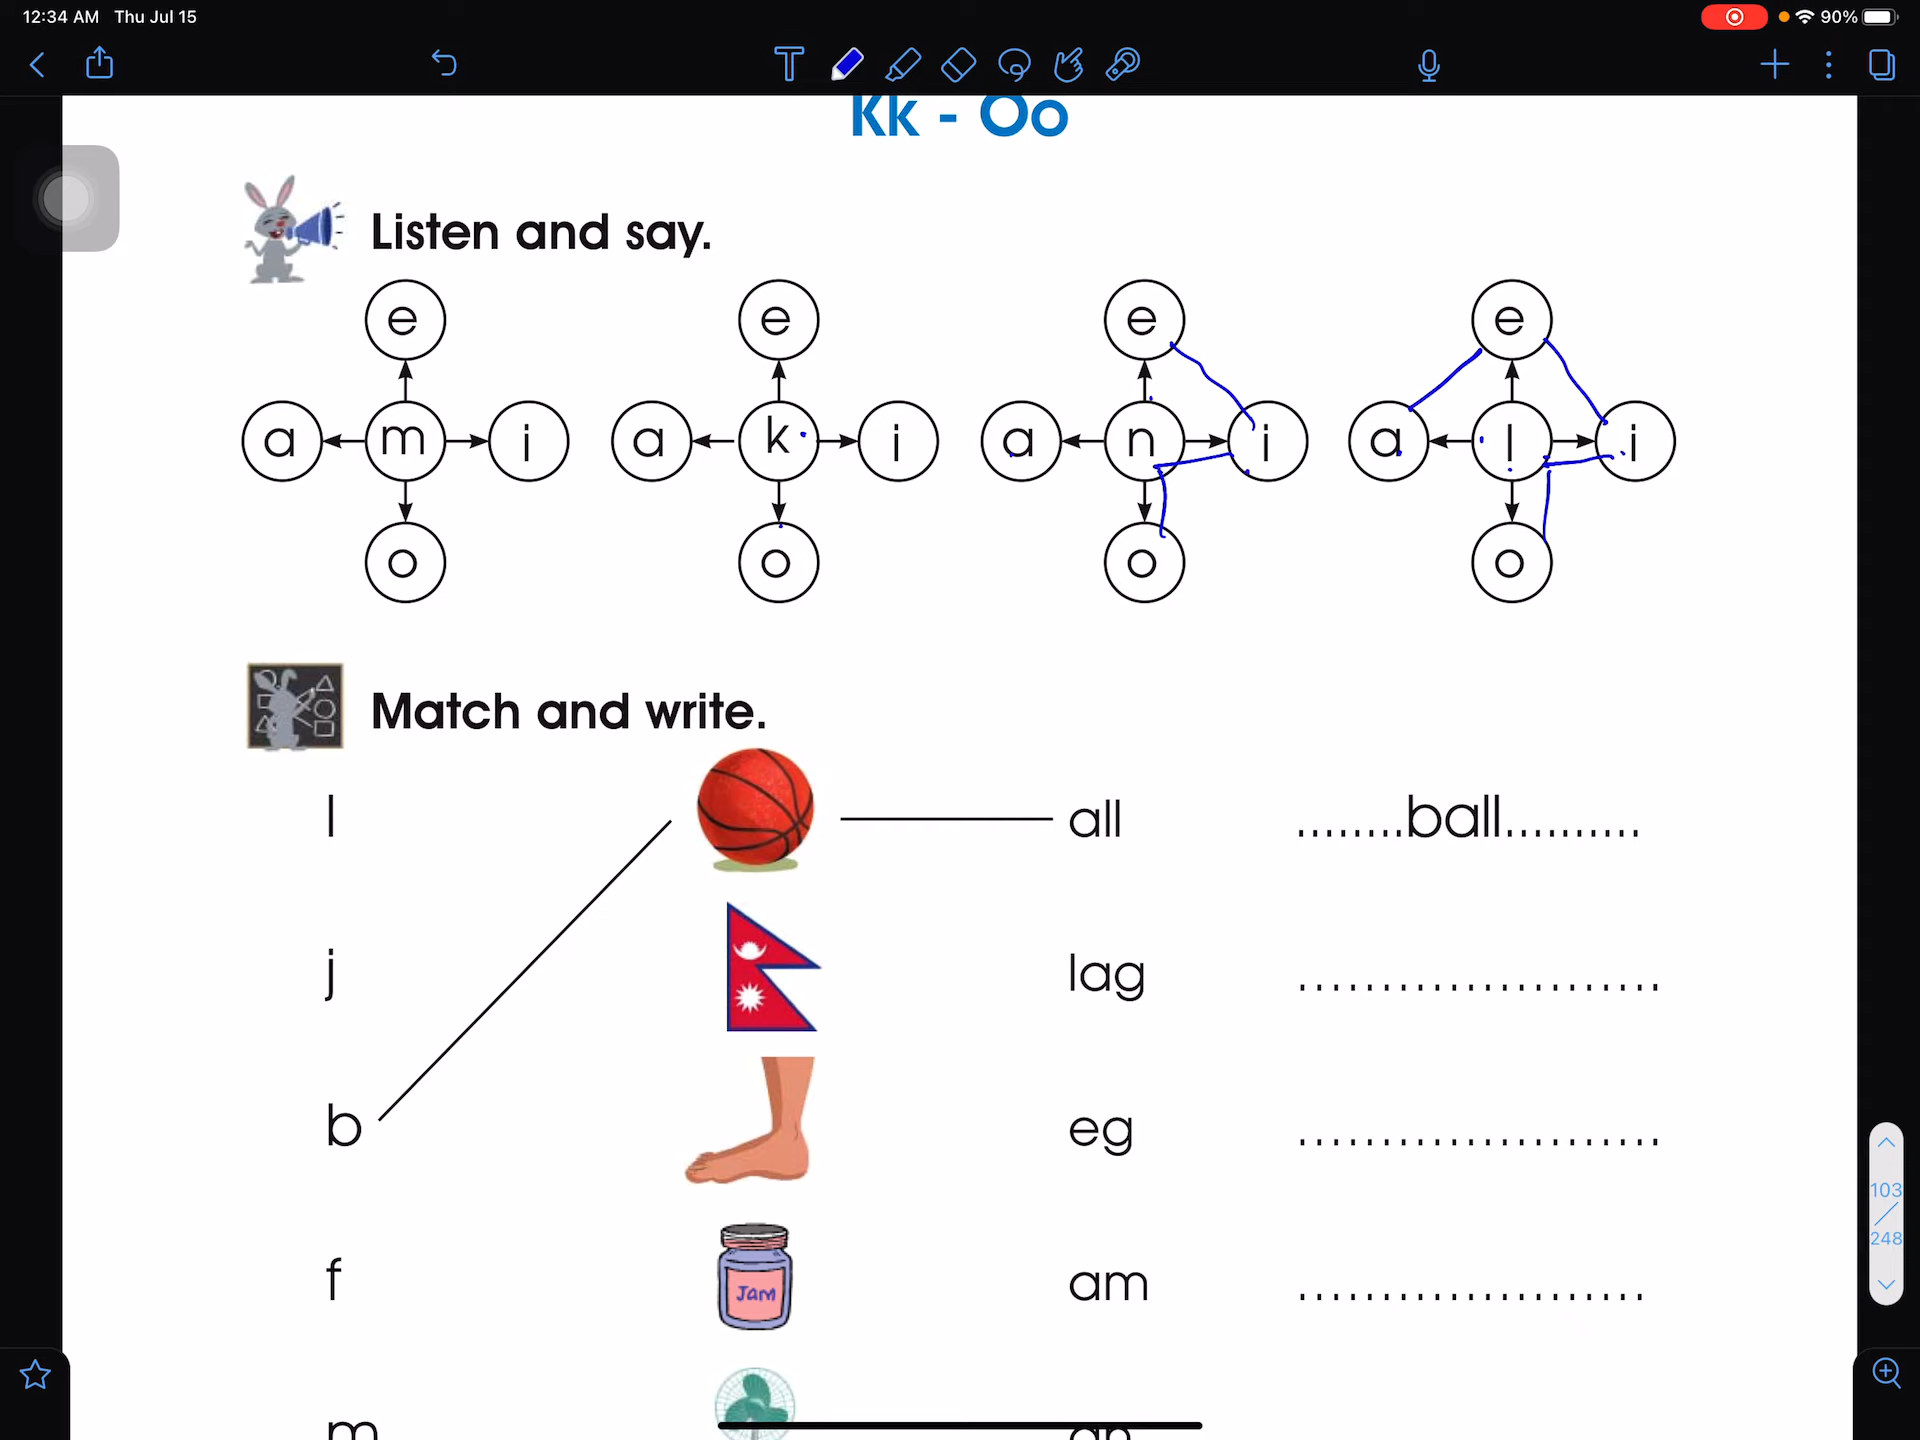 12:34 AM Thu Jul 15
90%
Kk - Oo
Listen and say.
e e e e
a m i a k i a n i a l i
o o o o
Match and write.
l all ........ball..........
j lag ......................
b eg ......................
f Jam am .....................
m an
103
248